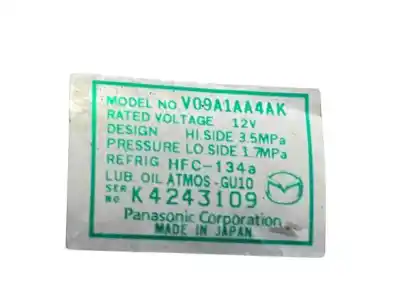 MODEL NO V09A1AA4AK
RATED VOLTAGE 12V
DESIGN HI.SIDE 3.5MPa
PRESSURE LO.SIDE 1.7MPa
REFRIG HFC-134a
LUB. OIL ATMOS-GU10
SER NO K4243109
Panasonic Corporation
MADE IN JAPAN